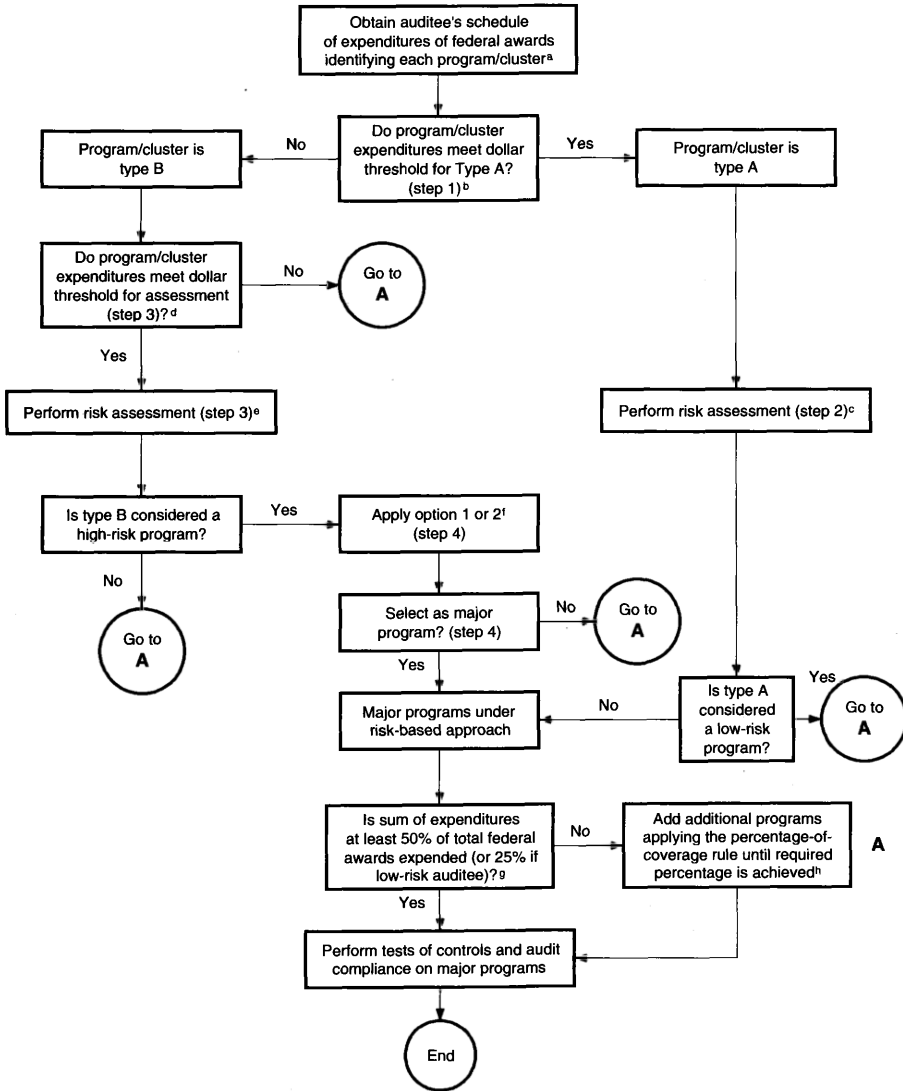 Obtain auditee's schedule
of expenditures of federal awards
identifying each program/clusterᵃ
Do program/cluster
expenditures meet dollar
threshold for Type A?
(step 1)ᵇ
No
Yes
Program/cluster is
type B
Program/cluster is
type A
Do program/cluster
expenditures meet dollar
threshold for assessment
(step 3)?ᵈ
No
Go to
A
Yes
Perform risk assessment (step 3)ᵉ
Perform risk assessment (step 2)ᶜ
Is type B considered a
high-risk program?
Yes
Apply option 1 or 2ᶠ
(step 4)
No
Go to
A
Select as major
program? (step 4)
No
Go to
A
Yes
Is type A
considered
a low-risk
program?
Yes
Go to
A
No
Major programs under
risk-based approach
Is sum of expenditures
at least 50% of total federal
awards expended (or 25% if
low-risk auditee)?ᵍ
No
Add additional programs
applying the percentage-of-
coverage rule until required
percentage is achievedʰ
A
Yes
Perform tests of controls and audit
compliance on major programs
End